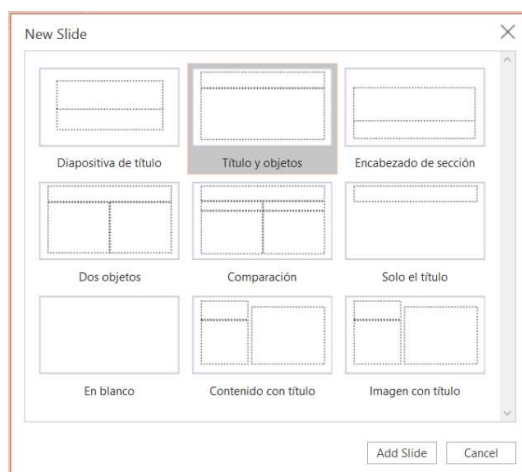 New Slide
Diapositiva de título
Título y objetos
Encabezado de sección
Dos objetos
Comparación
Solo el título
En blanco
Contenido con título
Imagen con título
Add Slide
Cancel